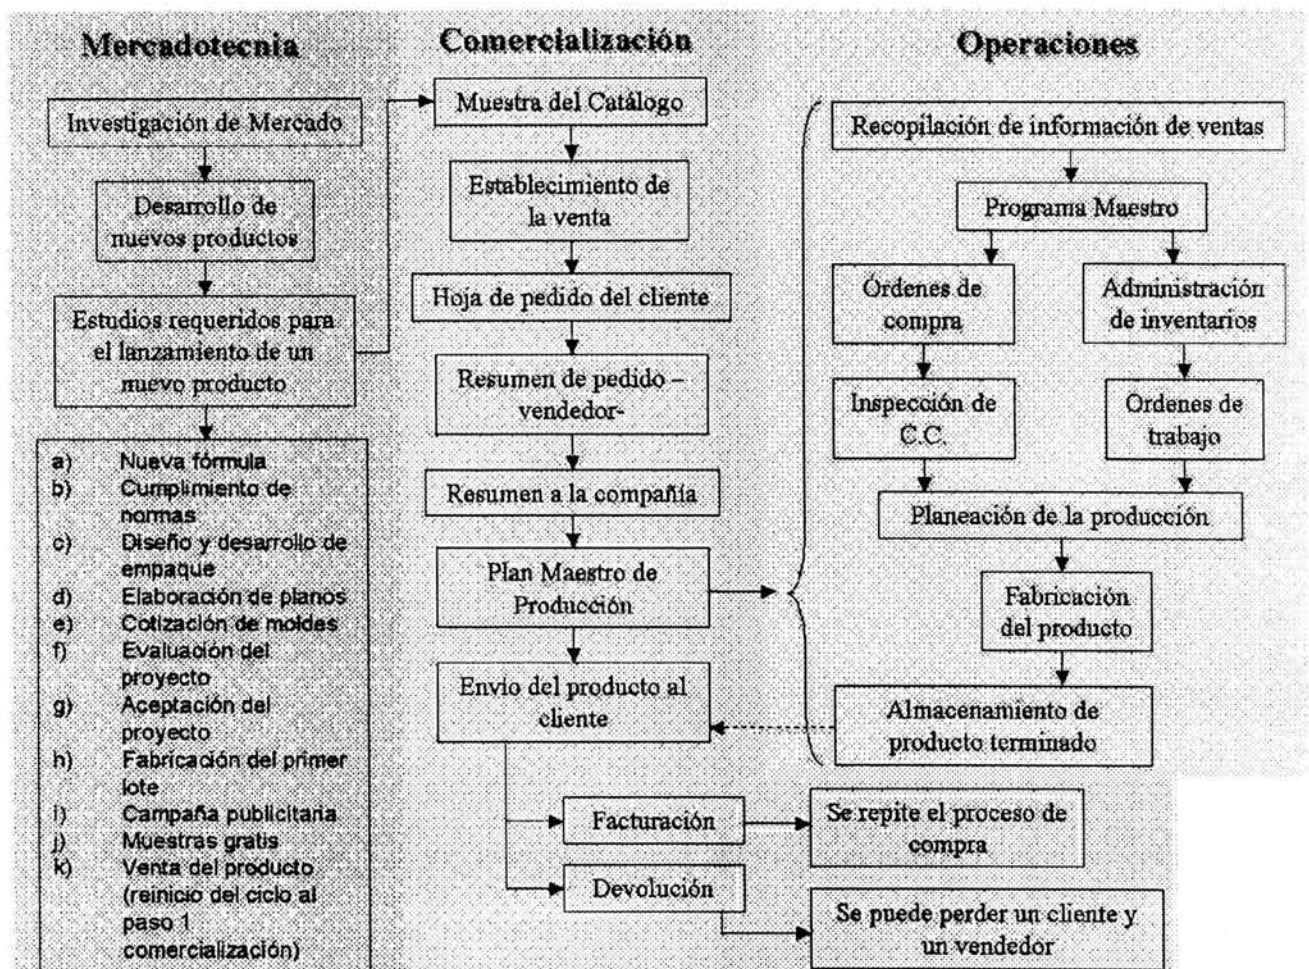 Mercadotecnia
Investigación de Mercado
Desarrollo de
nuevos productos
Estudios requeridos para
el lanzamiento de un
nuevo producto
a) Nueva fórmula
b) Cumplimiento de
normas
c) Diseño y desarrollo de
empaque
d) Elaboración de planos
e) Cotización de moldes
f) Evaluación del
proyecto
g) Aceptación del
proyecto
h) Fabricación del primer
lote
i) Campaña publicitaria
j) Muestras gratis
k) Venta del producto
(reinicio del ciclo al
paso 1
comercialización)
Comercialización
Muestra del Catálogo
Establecimiento de
la venta
Hoja de pedido del cliente
Resumen de pedido –
vendedor-
Resumen a la compañía
Plan Maestro de
Producción
Envío del producto al
cliente
Facturación
Devolución
Operaciones
Recopilación de información de ventas
Programa Maestro
Órdenes de
compra
Administración
de inventarios
Inspección de
C.C.
Ordenes de
trabajo
Planeación de la producción
Fabricación
del producto
Almacenamiento de
producto terminado
Se repite el proceso de
compra
Se puede perder un cliente y
un vendedor